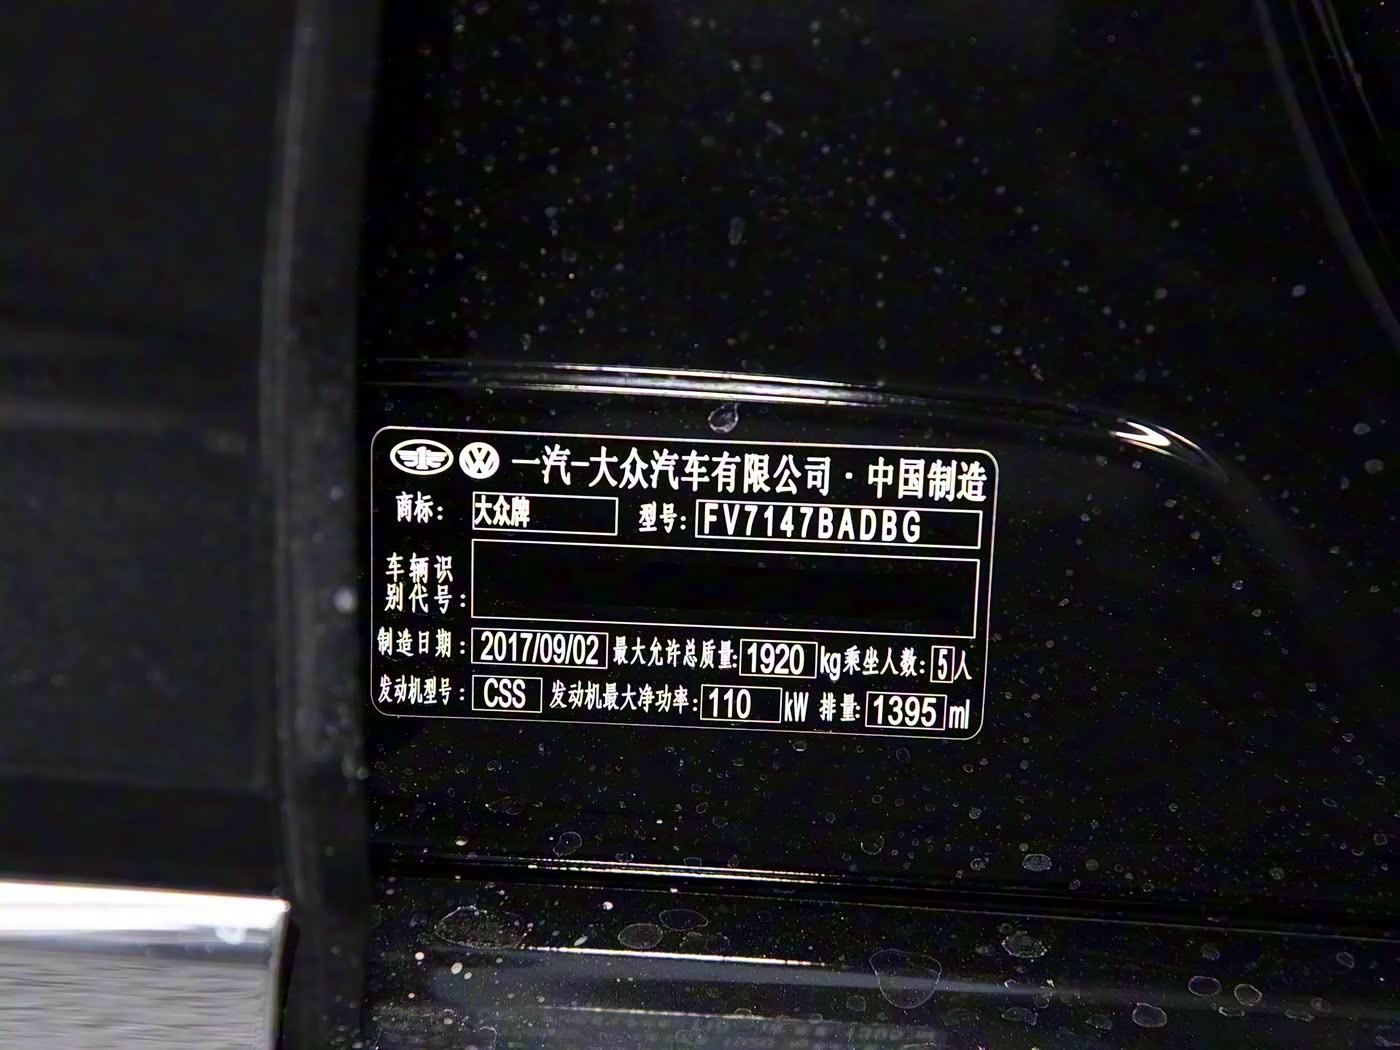 一汽-大众汽车有限公司·中国制造
商标: 大众牌 型号: FV7147BADBG
车辆识
别代号:
制造日期: 2017/09/02 最大允许总质量: 1920 kg 乘坐人数: 5 人
发动机型号: CSS 发动机最大净功率: 110 kW 排量: 1395 ml